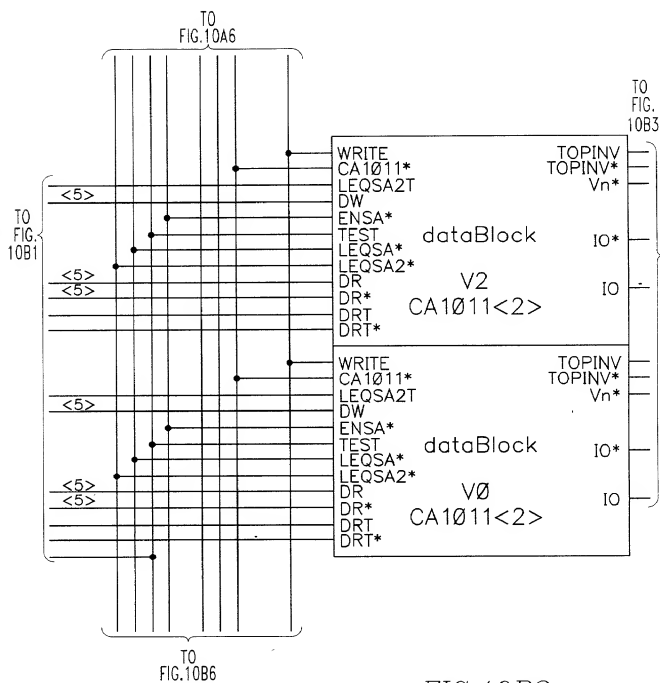 TO
FIG.10A6
TO
FIG.
10B3
TO
FIG.
10B1
<5>
<5>
<5>
WRITE
CA1Ø11*
LEQSA2T
DW
ENSA*
TEST
LEQSA*
LEQSA2*
DR
DR*
DRT
DRT*
dataBlock
V2
CA1Ø11<2>
TOPINV
TOPINV*
Vn*
IO*
IO
<5>
<5>
<5>
WRITE
CA1Ø11*
LEQSA2T
DW
ENSA*
TEST
LEQSA*
LEQSA2*
DR
DR*
DRT
DRT*
dataBlock
VØ
CA1Ø11<2>
TOPINV
TOPINV*
Vn*
IO*
IO
TO
FIG.10B6